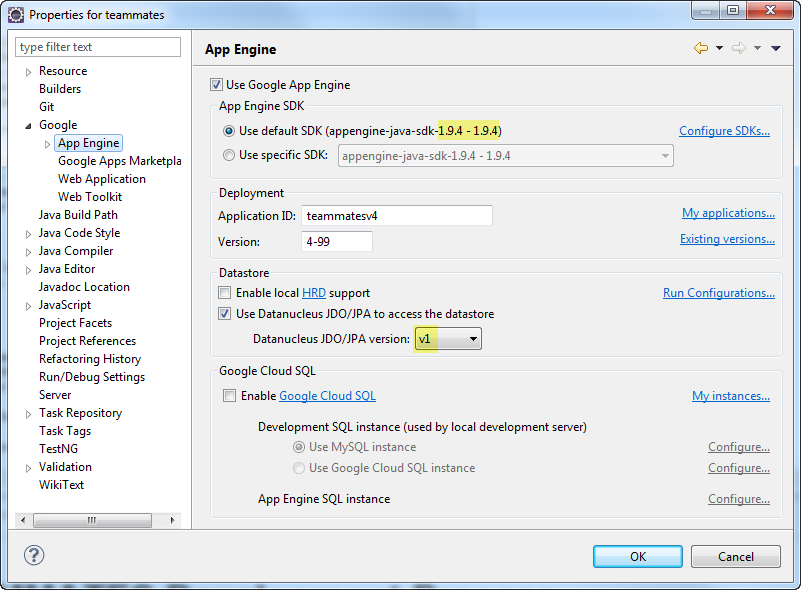 Properties for teammates
type filter text
App Engine
Resource
Builders
Git
Google
App Engine
Google Apps Marketpla
Web Application
Web Toolkit
Java Build Path
Java Code Style
Java Compiler
Java Editor
Javadoc Location
JavaScript
Project Facets
Project References
Refactoring History
Run/Debug Settings
Server
Task Repository
Task Tags
TestNG
Validation
WikiText
Use Google App Engine
App Engine SDK
Use default SDK (appengine-java-sdk-1.9.4 - 1.9.4) Configure SDKs...
Use specific SDK: appengine-java-sdk-1.9.4 - 1.9.4
Deployment
Application ID: teammatesv4 My applications...
Version: 4-99 Existing versions...
Datastore
Enable local HRD support Run Configurations...
Use Datanucleus JDO/JPA to access the datastore
Datanucleus JDO/JPA version: v1
Google Cloud SQL
Enable Google Cloud SQL My instances...
Development SQL instance (used by local development server)
Use MySQL instance Configure...
Use Google Cloud SQL instance Configure...
App Engine SQL instance Configure...
?
OK Cancel